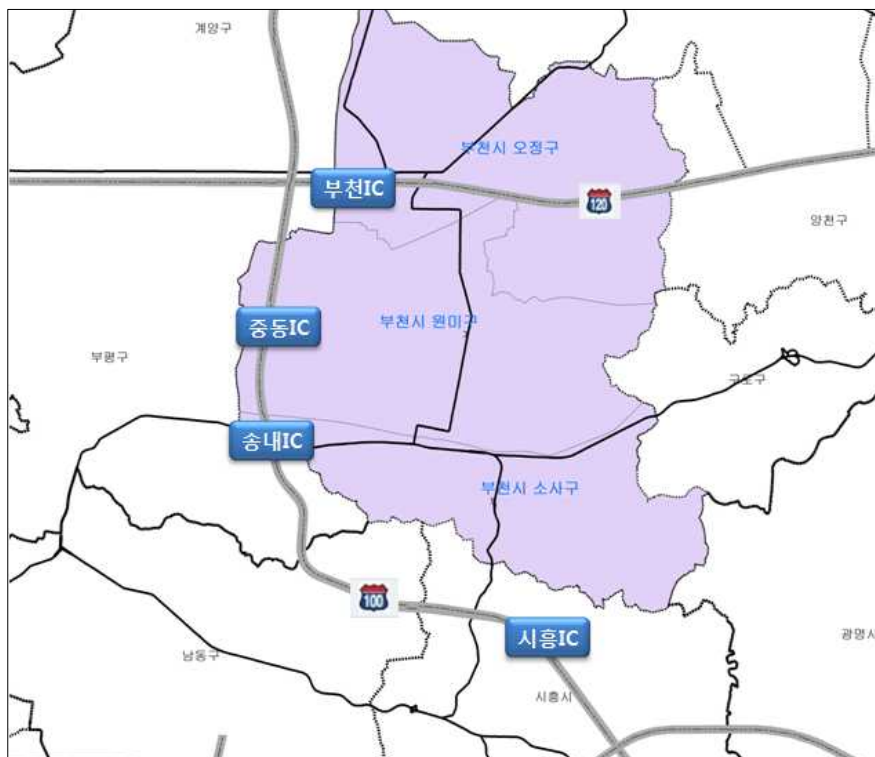 계양구
부천시 오정구
부천IC
120
양천구
중동IC
부천시 원미구
부평구
구로구
송내IC
부천시 소사구
100
시흥IC
광명시
남동구
시흥시